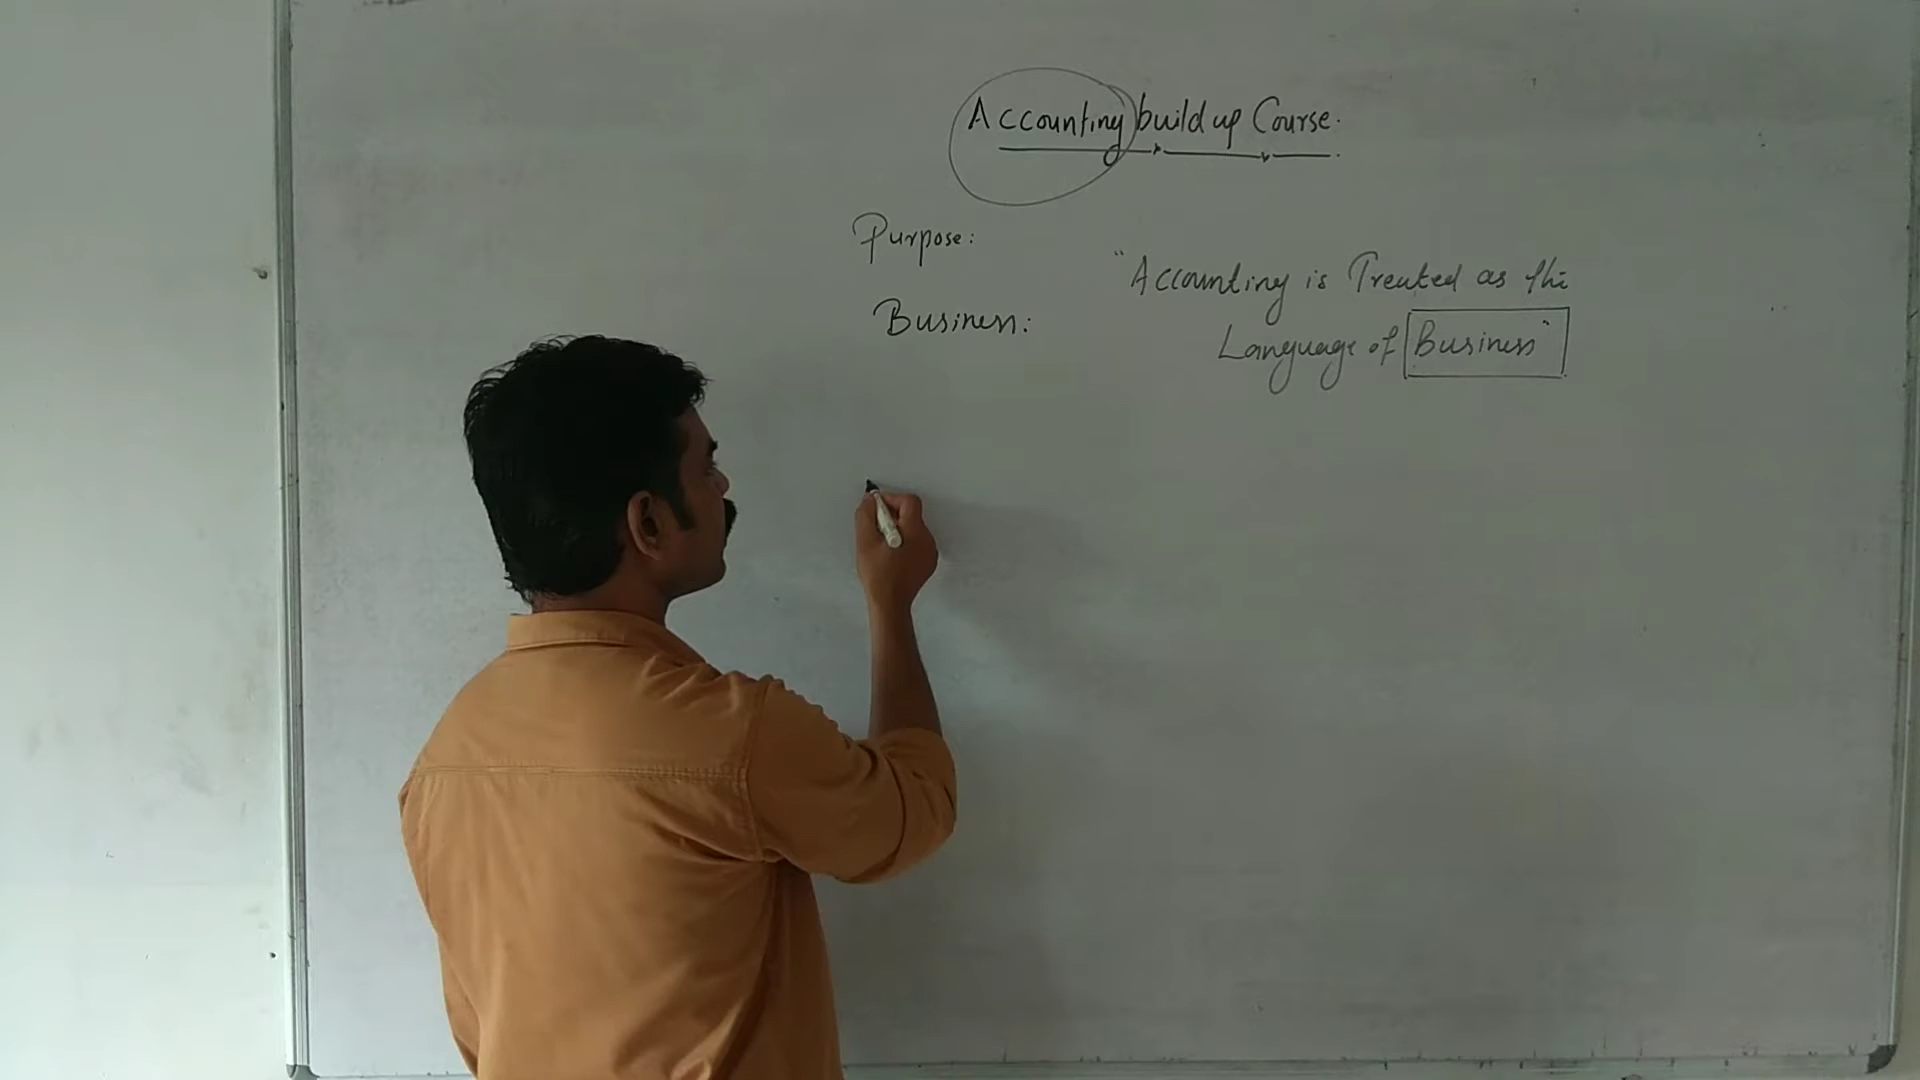 Accounting build up Course.
Purpose:
Business:
"Accounting is Treated as the
Language of Business"